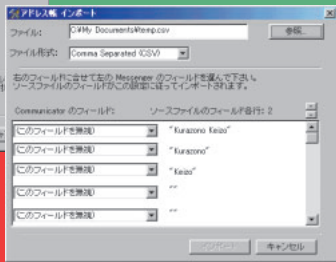 アドレス帳 インポート
ファイル: C:¥My Documents¥temp.csv 参照...
ファイル形式: Comma Separated (CSV)
右のフィールドに合せて左の Messenger のフィールドを選んで下さい。
ソースファイルのフィールドがこの設定に従ってインポートされます。
Communicator のフィールド: ソースファイルのフィールド各行: 2
(このフィールドを無視) "Kurazono Keizo"
(このフィールドを無視) "Kurazono"
(このフィールドを無視) "Keizo"
(このフィールドを無視) ""
(このフィールドを無視) ""
インポート キャンセル